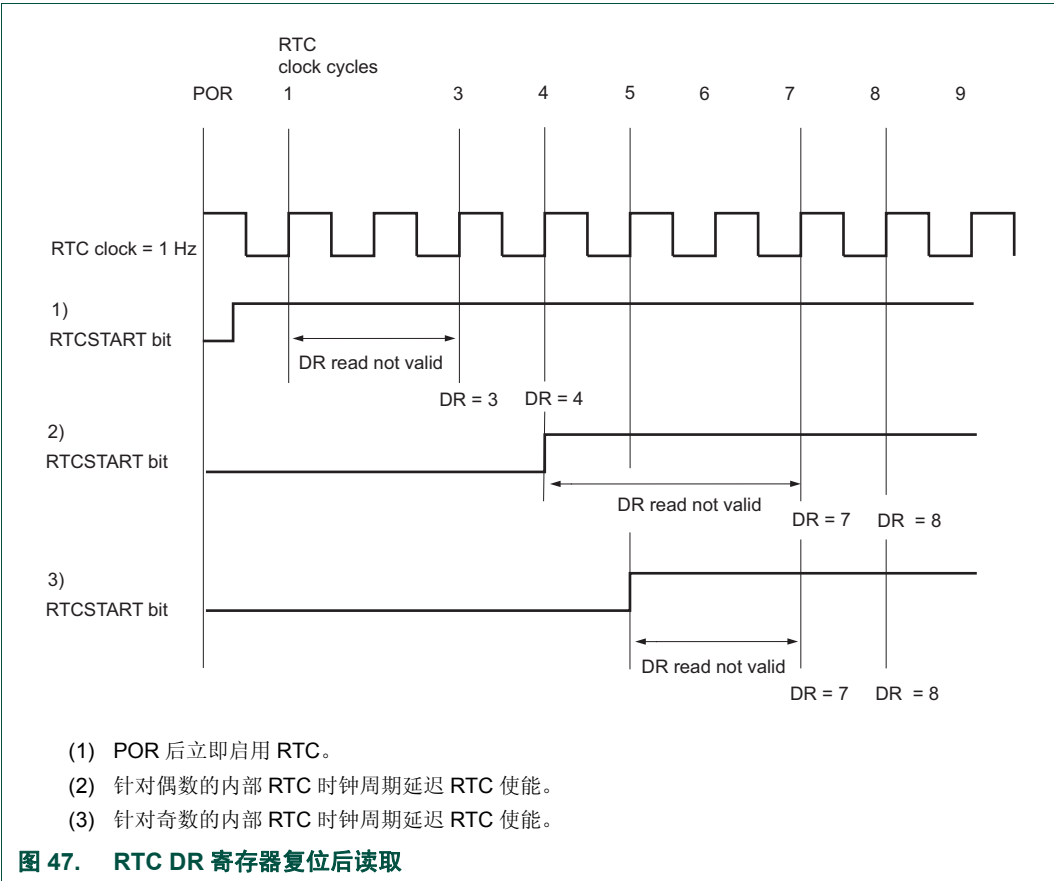 RTC
clock cycles
POR 1 3 4 5 6 7 8 9
RTC clock = 1 Hz
1)
RTCSTART bit
DR read not valid
DR = 3 DR = 4
2)
RTCSTART bit
DR read not valid
DR = 7 DR = 8
3)
RTCSTART bit
DR read not valid
DR = 7 DR = 8
(1) POR 后立即启用 RTC。
(2) 针对偶数的内部 RTC 时钟周期延迟 RTC 使能。
(3) 针对奇数的内部 RTC 时钟周期延迟 RTC 使能。
图 47. RTC DR 寄存器复位后读取